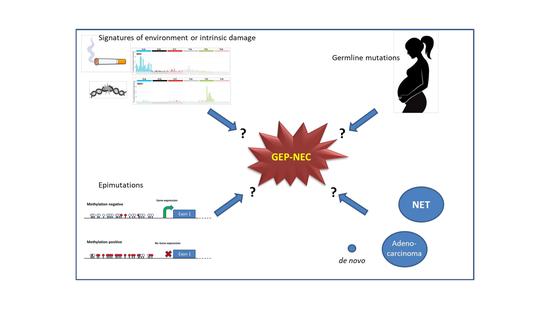 Signatures of environment or intrinsic damage
Germline mutations
?
?
GEP-NEC
?
?
Epimutations
Methylation negative
Gene expression
Exon 1
Methylation positive
No Gene expression
Exon 1
NET
Adeno-
carcinoma
de novo